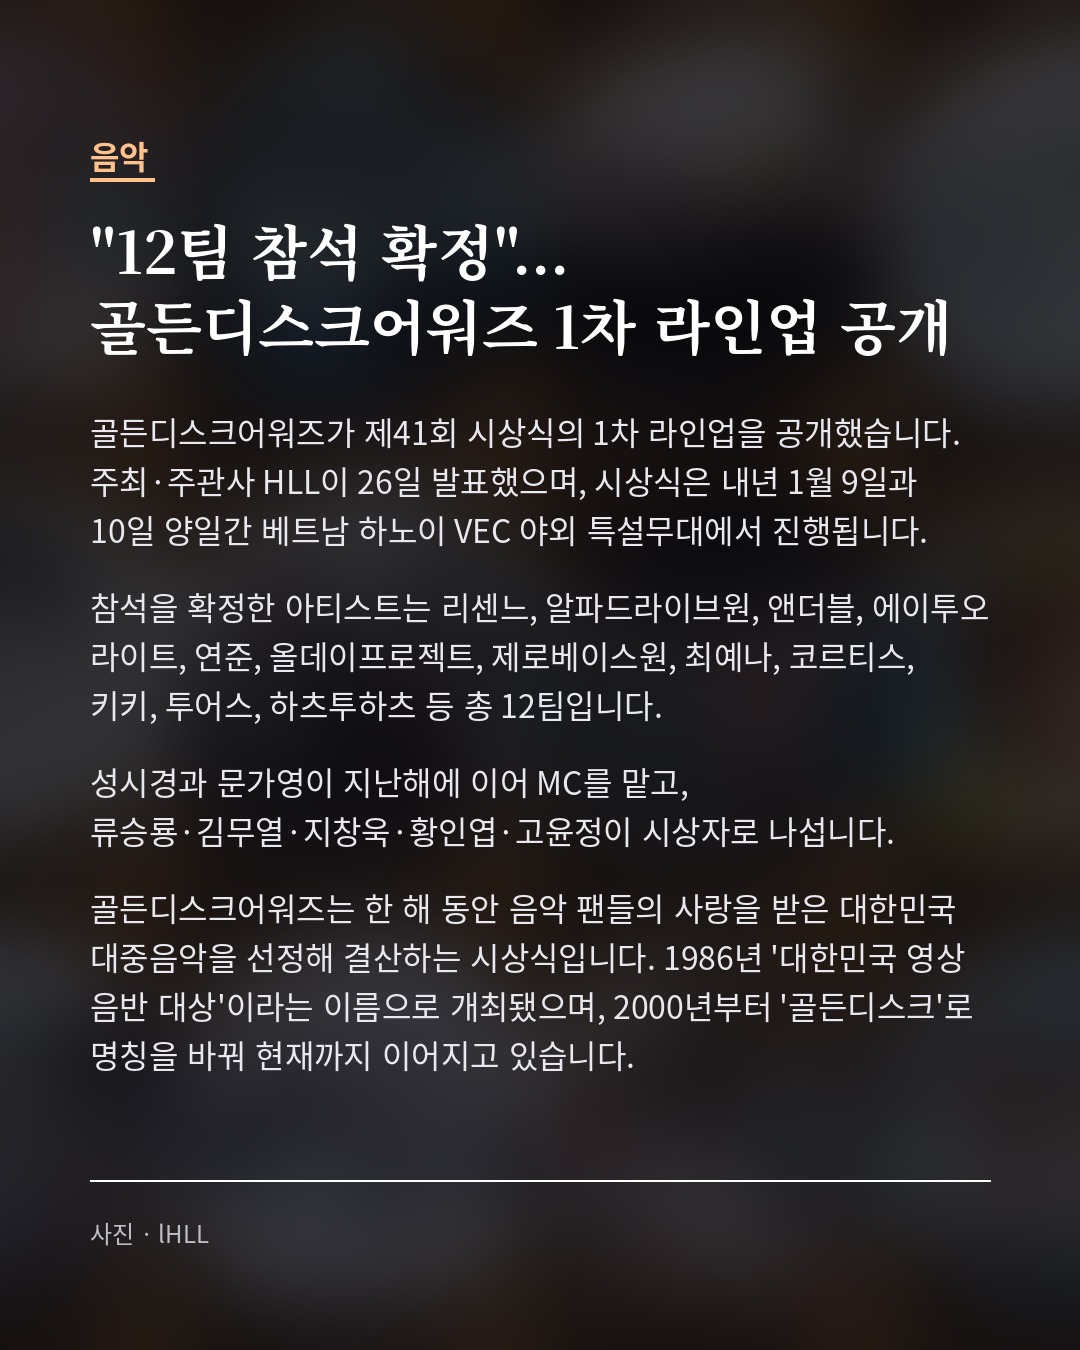 음악
"12팀 참석 확정"...
골든디스크어워즈 1차 라인업 공개
골든디스크어워즈가 제41회 시상식의 1차 라인업을 공개했습니다.
주최·주관사 HLL이 26일 발표했으며, 시상식은 내년 1월 9일과
10일 양일간 베트남 하노이 VEC 야외 특설무대에서 진행됩니다.
참석을 확정한 아티스트는 리센느, 알파드라이브원, 앤더블, 에이투오
라이트, 연준, 올데이프로젝트, 제로베이스원, 최예나, 코르티스,
키키, 투어스, 하츠투하츠 등 총 12팀입니다.
성시경과 문가영이 지난해에 이어 MC를 맡고,
류승룡·김무열·지창욱·황인엽·고윤정이 시상자로 나섭니다.
골든디스크어워즈는 한 해 동안 음악 팬들의 사랑을 받은 대한민국
대중음악을 선정해 결산하는 시상식입니다. 1986년 '대한민국 영상
음반 대상'이라는 이름으로 개최됐으며, 2000년부터 '골든디스크'로
명칭을 바꿔 현재까지 이어지고 있습니다.
사진 · lHLL